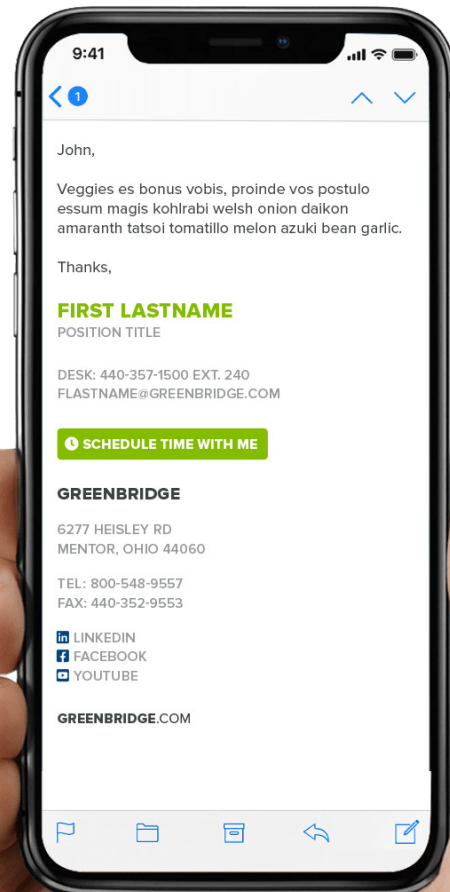 9:41
1
John,
Veggies es bonus vobis, proinde vos postulo
essum magis kohlrabi welsh onion daikon
amaranth tatsoi tomatillo melon azuki bean garlic.
Thanks,
FIRST LASTNAME
POSITION TITLE
DESK: 440-357-1500 EXT. 240
FLASTNAME@GREENBRIDGE.COM
SCHEDULE TIME WITH ME
GREENBRIDGE
6277 HEISLEY RD
MENTOR, OHIO 44060
TEL: 800-548-9557
FAX: 440-352-9553
in LINKEDIN
f FACEBOOK
YOUTUBE
GREENBRIDGE.COM